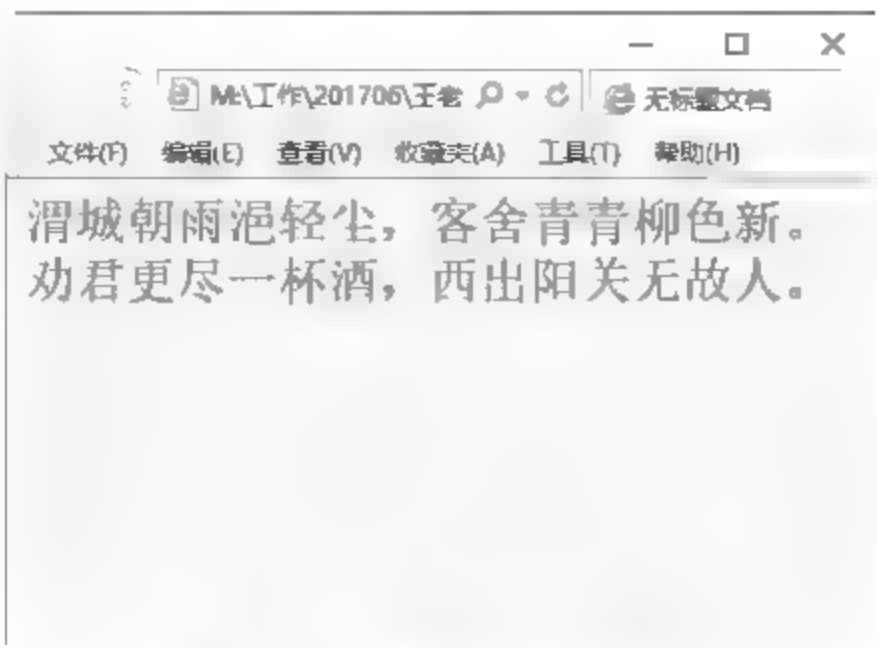 M:\工作\201706\王老 无标题文档
文件(F) 编辑(E) 查看(V) 收藏夹(A) 工具(T) 帮助(H)
渭城朝雨浥轻尘，客舍青青柳色新。
劝君更尽一杯酒，西出阳关无故人。